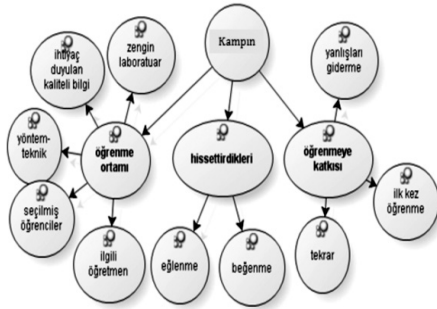 Kampın
zengin
laboratuar
ihtiyaç
duyulan
kaliteli bilgi
yanlışları
giderme
yöntem-
teknik
öğrenme
ortamı
hissettirdikleri
öğrenmeye
katkısı
seçilmiş
öğrenciler
ilk kez
öğrenme
ilgili
öğretmen
eğlenme
beğenme
tekrar